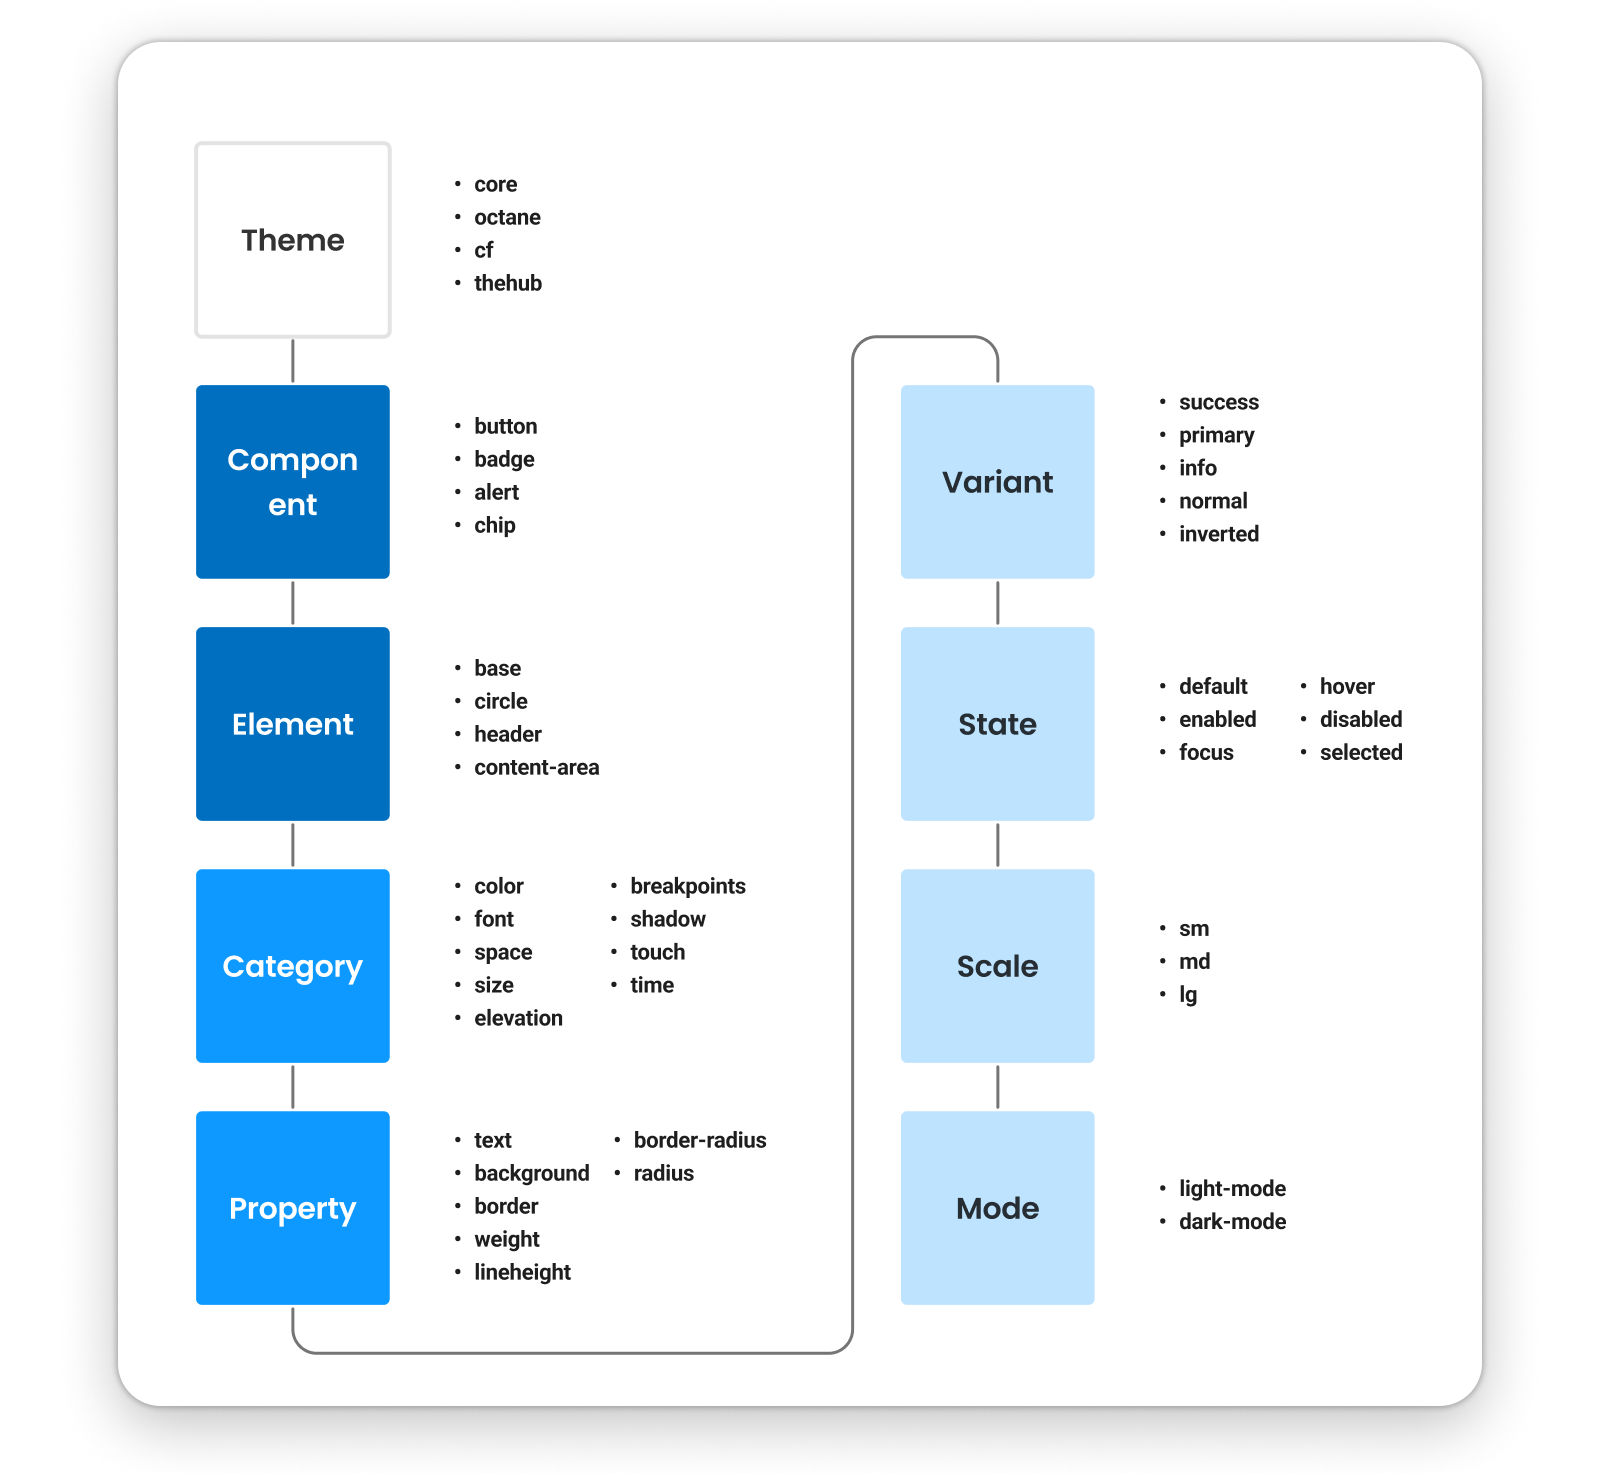 Theme
• core
• octane
• cf
• thehub
Compon
ent
• button
• badge
• alert
• chip
Element
• base
• circle
• header
• content-area
Category
• color
• font
• space
• size
• elevation
• breakpoints
• shadow
• touch
• time
Property
• text
• background
• border
• weight
• lineheight
• border-radius
• radius
Variant
• success
• primary
• info
• normal
• inverted
State
• default
• enabled
• focus
• hover
• disabled
• selected
Scale
• sm
• md
• lg
Mode
• light-mode
• dark-mode